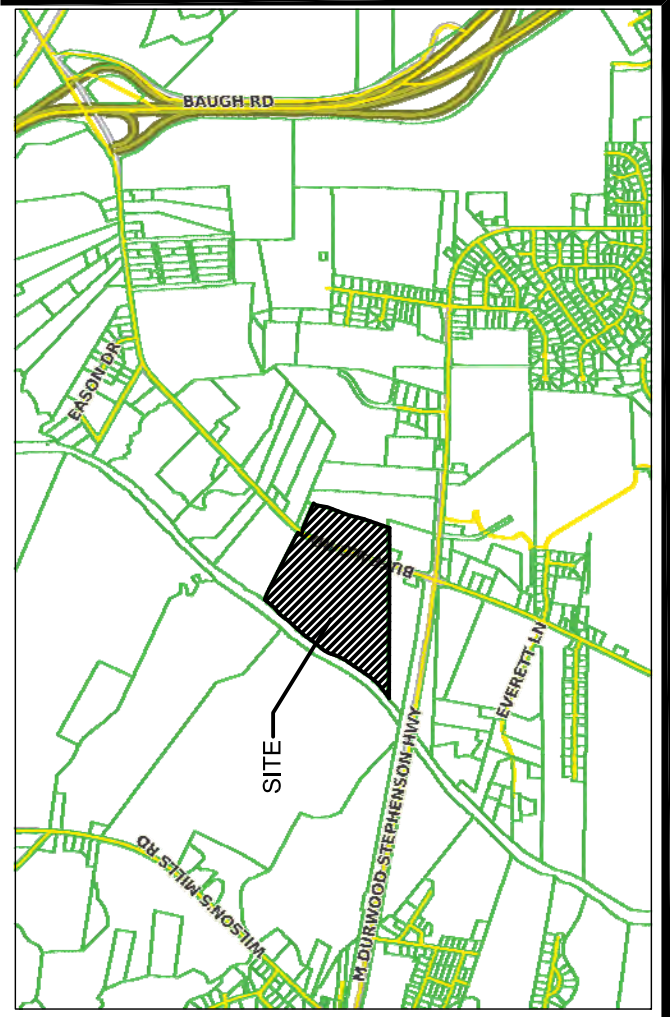 BAUGH RD
EASON DR
SITE
EVERETT LN
M DURWOOD STEPHENSON HWY
WILSON'S MILLS RD